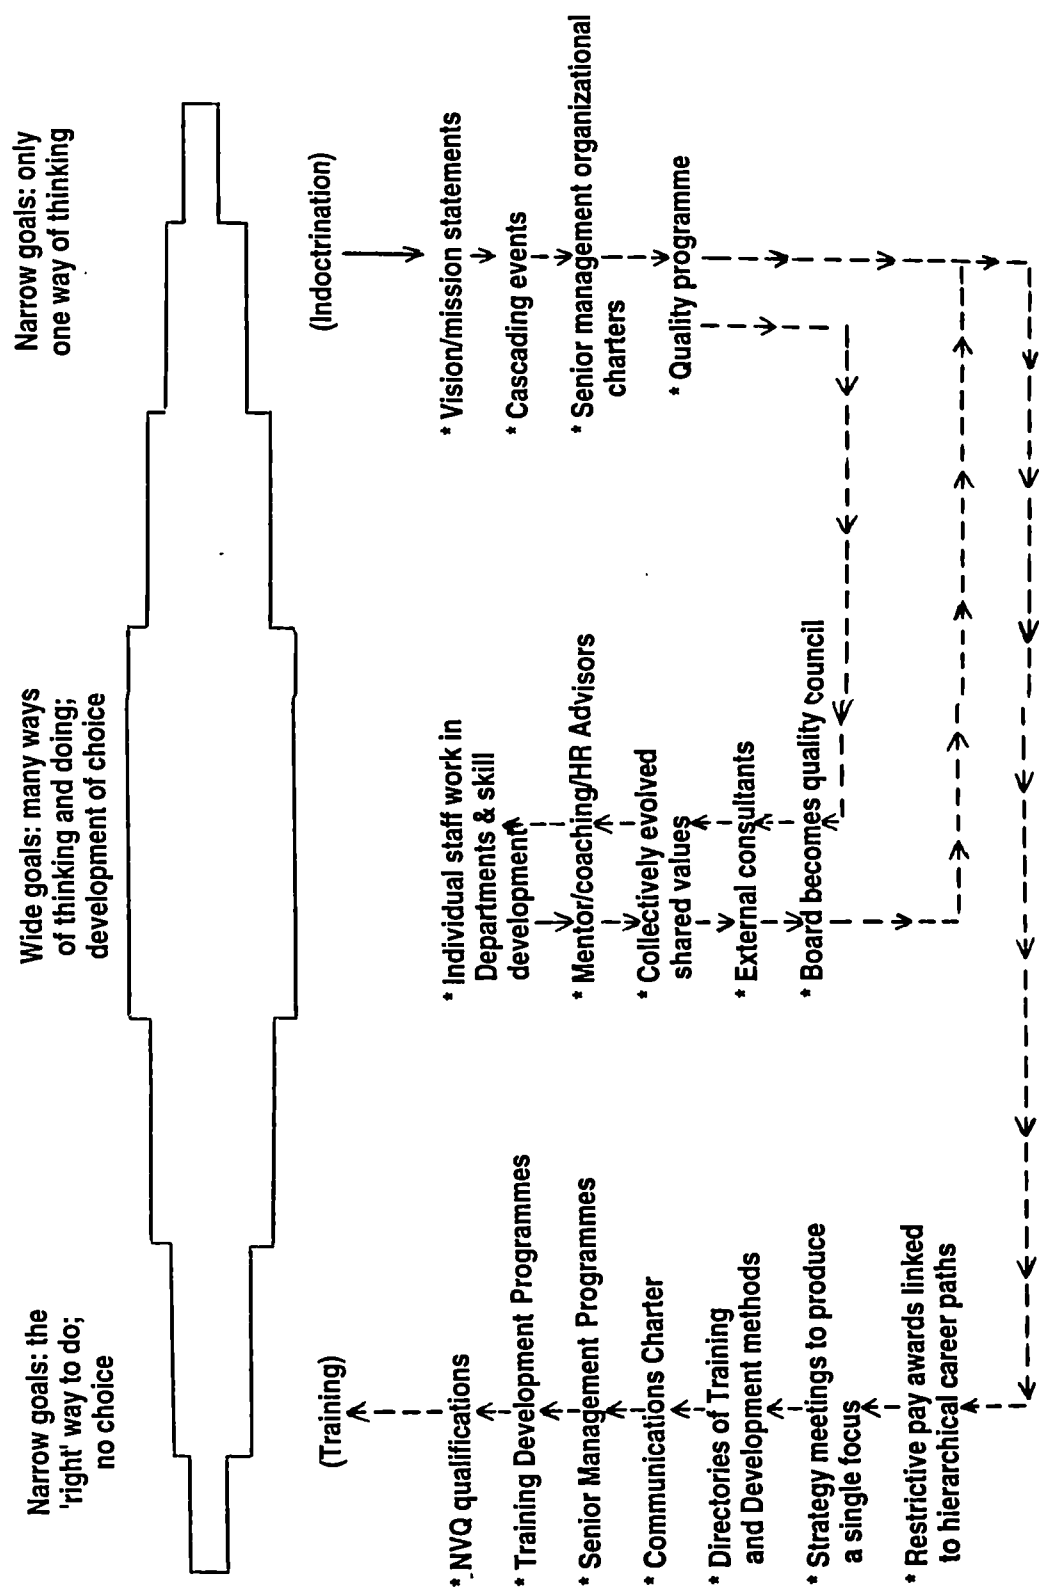 Narrow goals: the
'right' way to do;
no choice
Wide goals: many ways
of thinking and doing;
development of choice
Narrow goals: only
one way of thinking
(Training)
* NVQ qualifications
* Training Development Programmes
* Senior Management Programmes
* Communications Charter
* Directories of Training
and Development methods
* Strategy meetings to produce
a single focus
* Restrictive pay awards linked
to hierarchical career paths
* Individual staff work in
Departments & skill
development
* Mentor/coaching/HR Advisors
* Collectively evolved
shared values
* External consultants
* Board becomes quality council
(Indoctrination)
* Vision/mission statements
* Cascading events
* Senior management organizational
charters
* Quality programme